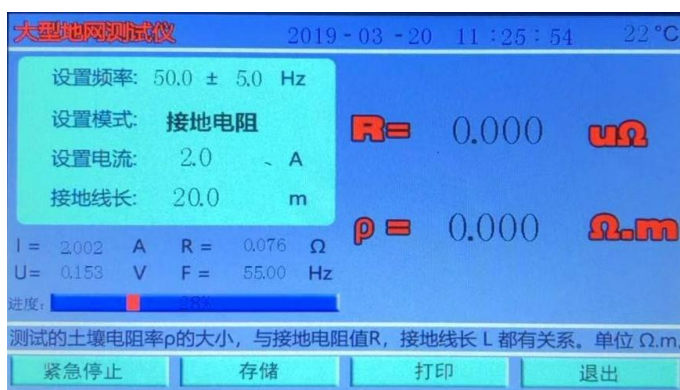 大型地网测试仪 2019-03-20 11:25:54 22℃
设置频率: 50.0 ± 5.0 Hz
设置模式: 接地电阻
设置电流: 2.0 、 A
接地线长: 20.0 m
R= 0.000 uΩ
ρ= 0.000 Ω.m
I = 2.002 A R = 0.076 Ω
U= 0.153 V F = 55.00 Hz
进度: 28%
测试的土壤电阻率ρ的大小，与接地电阻值R，接地线长 L 都有关系。单位 Ω.m,
紧急停止 存储 打印 退出